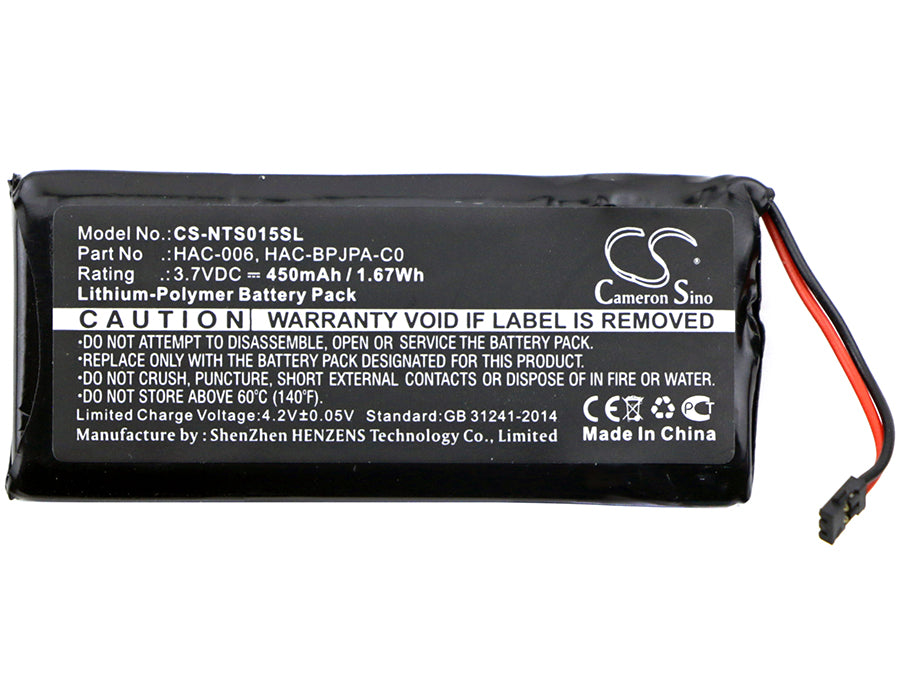 Model No.:CS-NTS015SL
Part No .:HAC-006, HAC-BPJPA-C0
Rating .:3.7VDC ⎓ 450mAh / 1.67Wh
Lithium-Polymer Battery Pack
CS
Cameron Sino
CAUTION WARRANTY VOID IF LABEL IS REMOVED
•DO NOT ATTEMPT TO DISASSEMBLE, OPEN OR SERVICE THE BATTERY PACK.
•REPLACE ONLY WITH THE BATTERY PACK DESIGNATED FOR THIS PRODUCT.
•DO NOT CRUSH, PUNCTURE, SHORT EXTERNAL CONTACTS OR DISPOSE OF IN FIRE OR WATER.
•DO NOT STORE ABOVE 60°C (140°F).
Limited Charge Voltage:4.2V±0.05V Standard:GB 31241-2014
Manufacture by : ShenZhen HENZENS Technology Co., Limited
CE PCT
Made In China